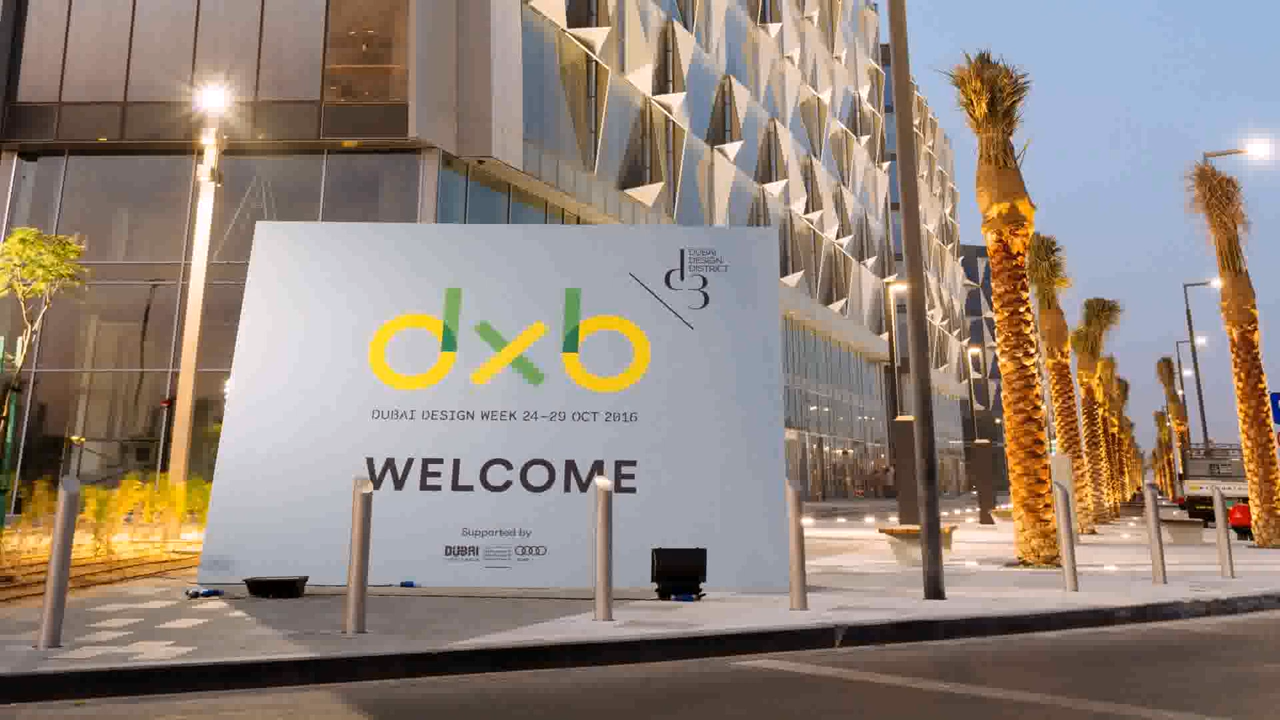 DUBAI
DESIGN
DISTRICT
d3
dxb
DUBAI DESIGN WEEK 24–29 OCT 2016
WELCOME
Supported by
DUBAI